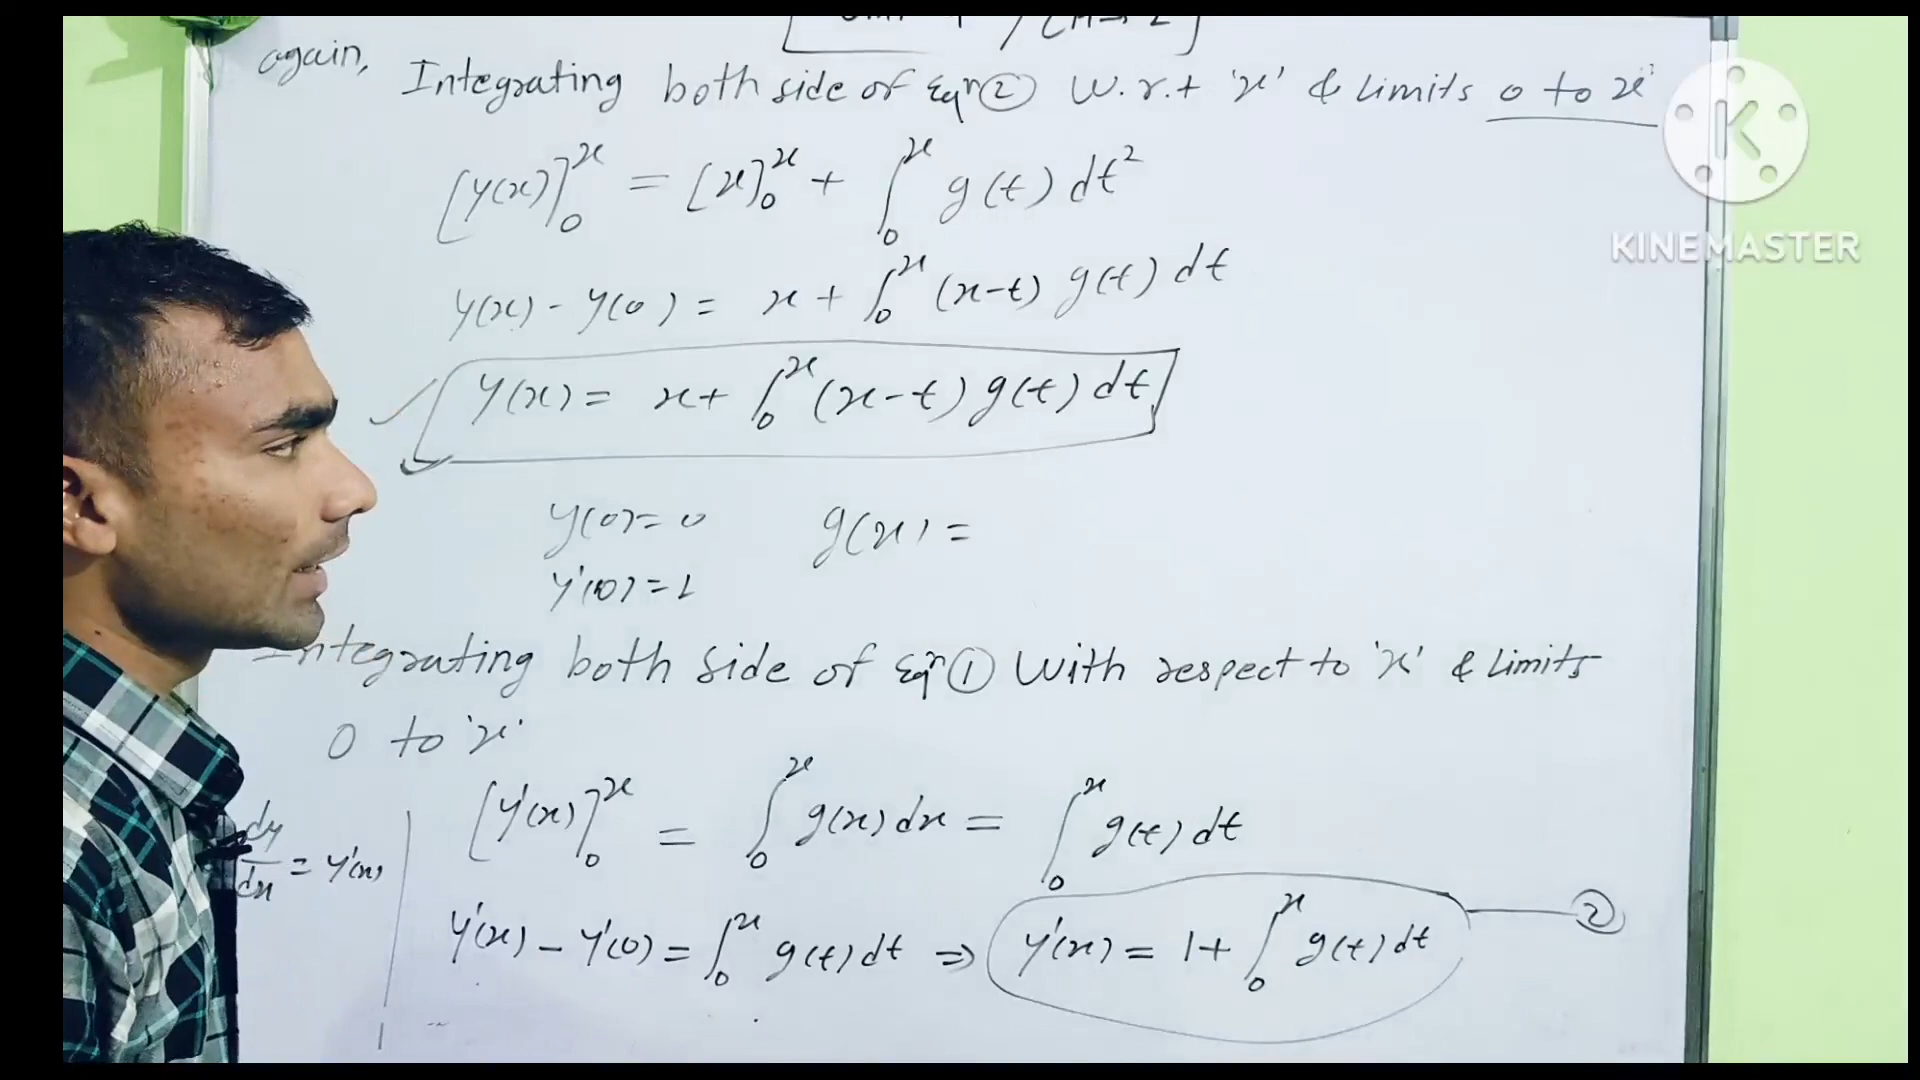 again, Integrating both side of Eqn ② w.r.t 'x' & Limits 0 to x'
[y(x)]₀ˣ = [x]₀ˣ + ∫₀ˣ g(t) dt²
y(x) - y(0) = x + ∫₀ˣ (x-t) g(t) dt
y(x) = x + ∫₀ˣ (x-t) g(t) dt
y(0) = 0 g(x) =
y'(0) = 1
Integrating both side of Eqn ① With respect to 'x' & Limits
0 to 'x'
[y'(x)]₀ˣ = ∫₀ˣ g(x) dx = ∫₀ˣ g(t) dt
dy/dx = y'(x)
y'(x) - y'(0) = ∫₀ˣ g(t) dt ⇒ y'(x) = 1 + ∫₀ˣ g(t) dt ②
K
KINEMASTER